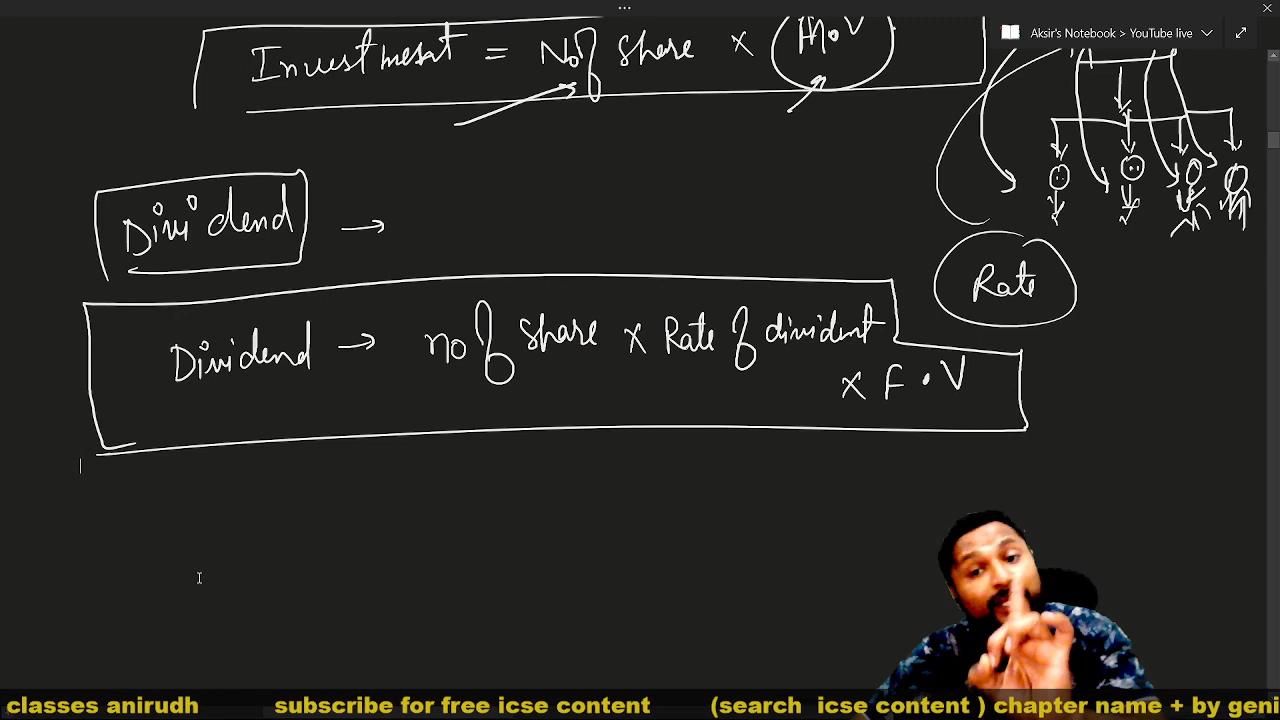 Aksir's Notebook > YouTube live
Investment = No of share × M.V
Dividend →
Rate
Dividend → no of share × Rate of divident
× F.V
classes anirudh subscribe for free icse content (search icse content ) chapter name + by geni